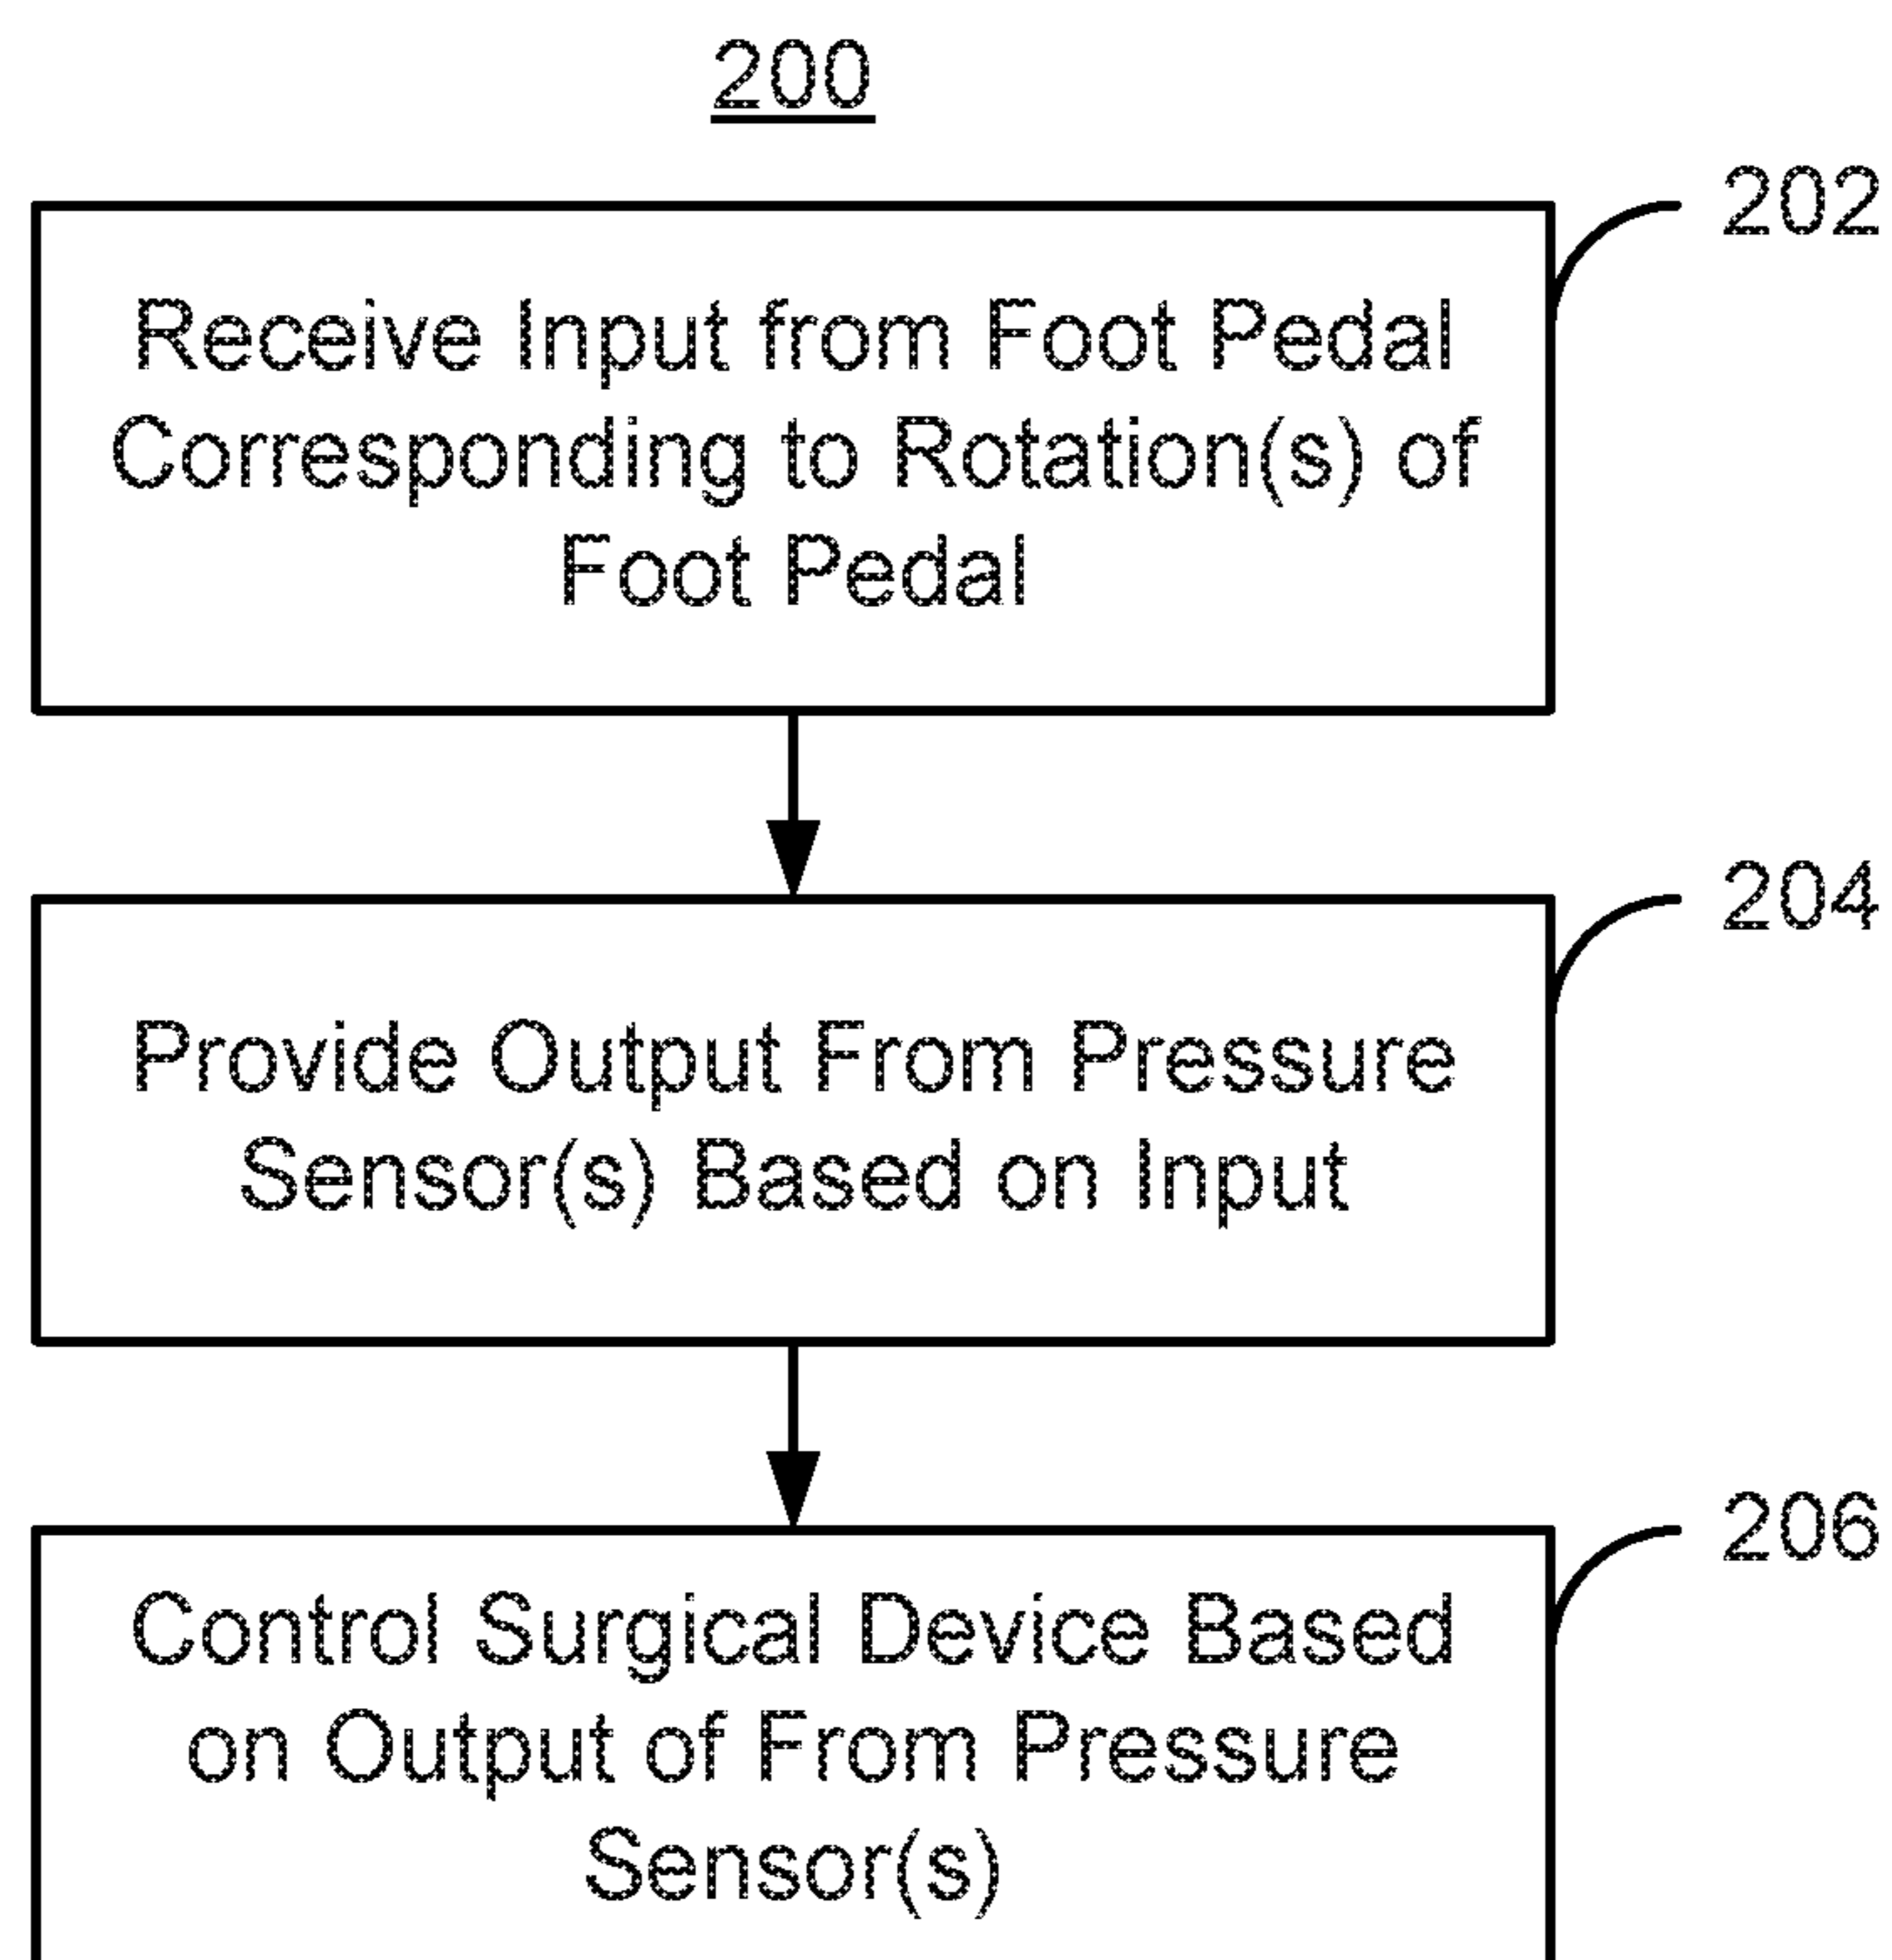 200
202
Receive Input from Foot Pedal
Corresponding to Rotation(s) of
Foot Pedal
204
Provide Output From Pressure
Sensor(s) Based on Input
206
Control Surgical Device Based
on Output of From Pressure
Sensor(s)